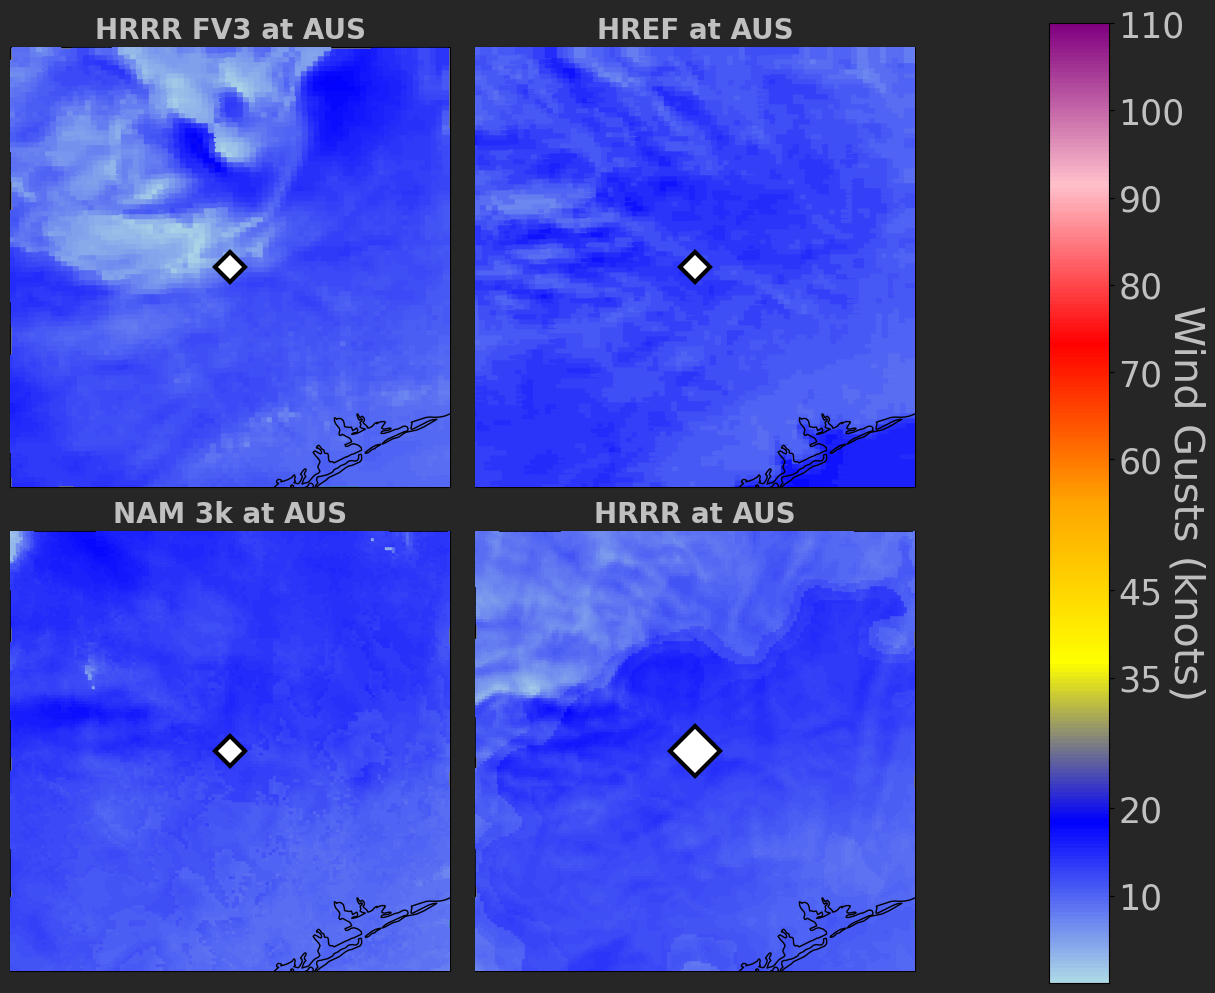 HRRR FV3 at AUS
HREF at AUS
NAM 3k at AUS
HRRR at AUS
110
100
90
80
70
60
45
35
20
10
Wind Gusts (knots)